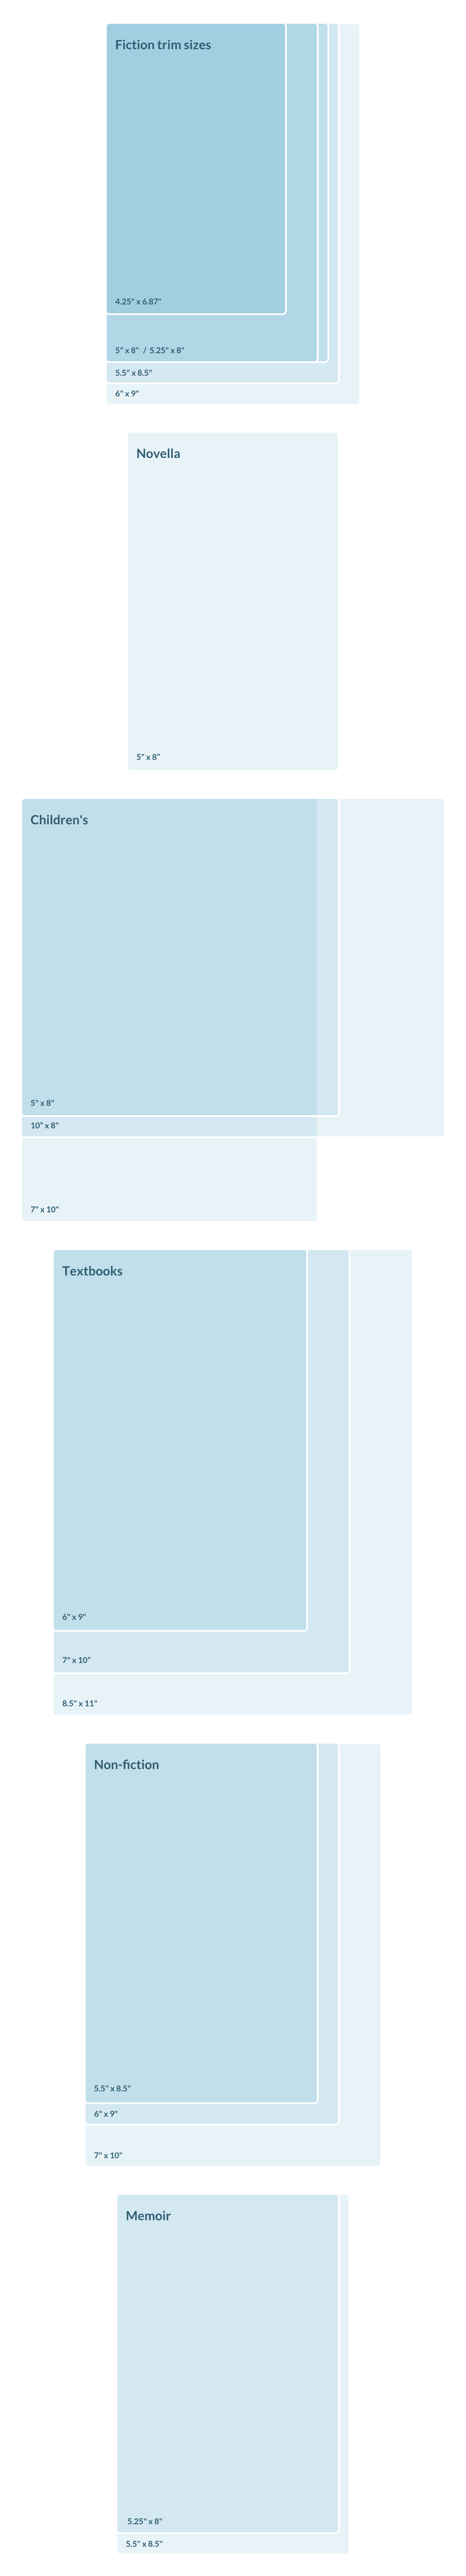 Fiction trim sizes
4.25" x 6.87"
5" x 8" / 5.25" x 8"
5.5" x 8.5"
6" x 9"
Novella
5" x 8"
Children's
5" x 8"
10" x 8"
7" x 10"
Textbooks
6" x 9"
7" x 10"
8.5" x 11"
Non-fiction
5.5" x 8.5"
6" x 9"
7" x 10"
Memoir
5.25" x 8"
5.5" x 8.5"